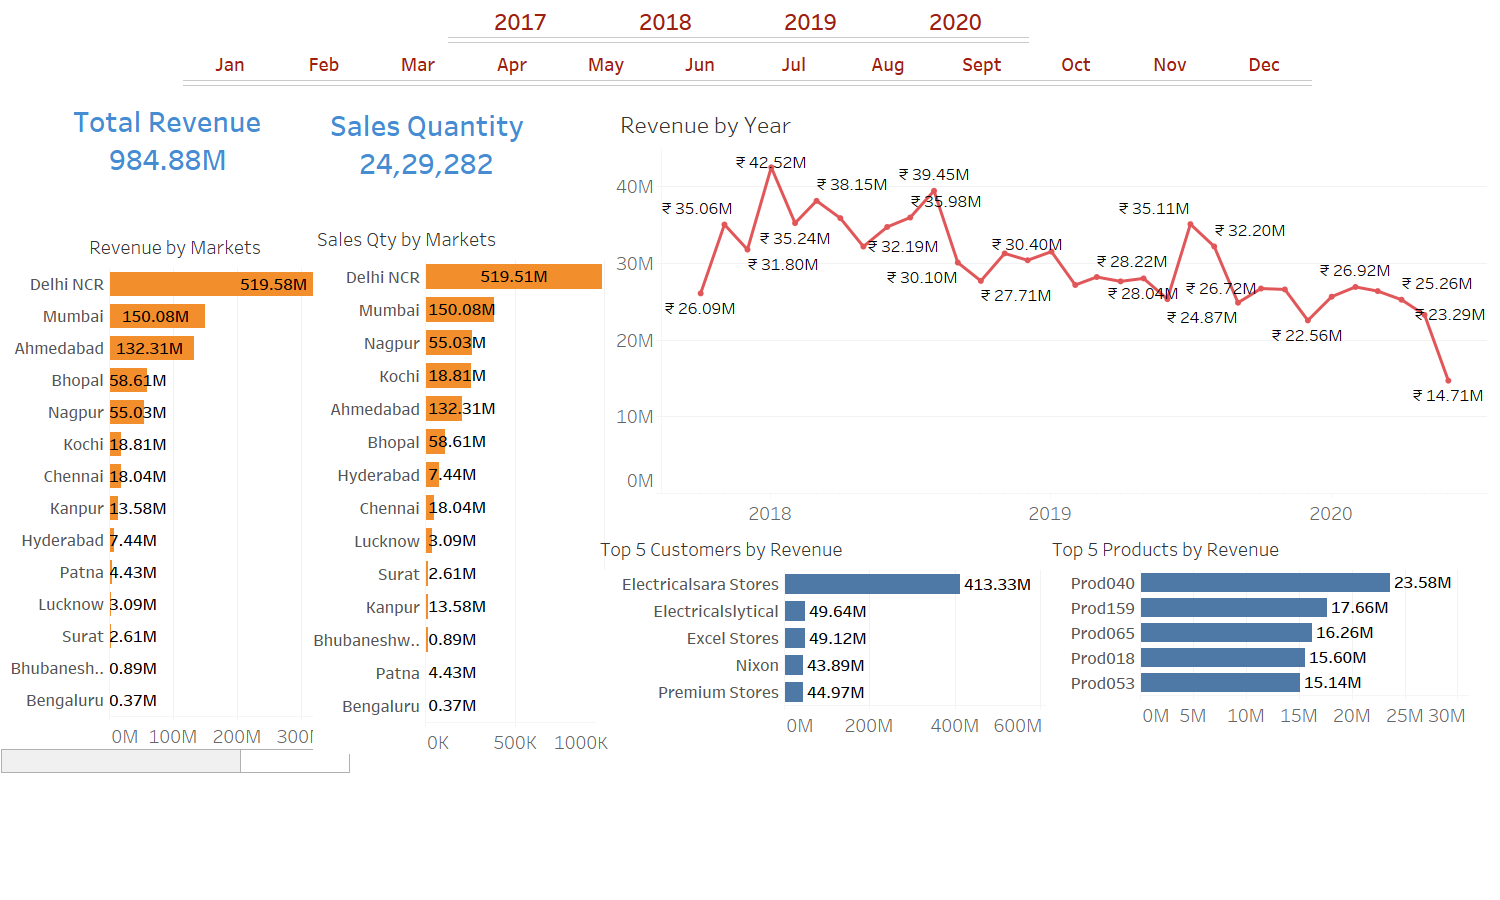 2017 2018 2019 2020
Jan Feb Mar Apr May Jun Jul Aug Sept Oct Nov Dec
Total Revenue
984.88M
Sales Quantity
24,29,282
Revenue by Markets
Delhi NCR 519.58M
Mumbai 150.08M
Ahmedabad 132.31M
Bhopal 58.61M
Nagpur 55.03M
Kochi 18.81M
Chennai 18.04M
Kanpur 13.58M
Hyderabad 7.44M
Patna 4.43M
Lucknow 3.09M
Surat 2.61M
Bhubanesh.. 0.89M
Bengaluru 0.37M
0M 100M 200M 300M
Sales Qty by Markets
Delhi NCR 519.51M
Mumbai 150.08M
Nagpur 55.03M
Kochi 18.81M
Ahmedabad 132.31M
Bhopal 58.61M
Hyderabad 7.44M
Chennai 18.04M
Lucknow 3.09M
Surat 2.61M
Kanpur 13.58M
Bhubaneshw.. 0.89M
Patna 4.43M
Bengaluru 0.37M
0K 500K 1000K
Revenue by Year
40M
30M
20M
10M
0M
₹ 26.09M
₹ 35.06M
₹ 31.80M
₹ 42.52M
₹ 35.24M
₹ 38.15M
₹ 32.19M
₹ 35.98M
₹ 39.45M
₹ 30.10M
₹ 27.71M
₹ 30.40M
₹ 28.22M
₹ 28.04M
₹ 35.11M
₹ 32.20M
₹ 24.87M
₹ 26.72M
₹ 22.56M
₹ 26.92M
₹ 25.26M
₹ 23.29M
₹ 14.71M
2018 2019 2020
Top 5 Customers by Revenue
Electricalsara Stores 413.33M
Electricalslytical 49.64M
Excel Stores 49.12M
Nixon 43.89M
Premium Stores 44.97M
0M 200M 400M 600M
Top 5 Products by Revenue
Prod040 23.58M
Prod159 17.66M
Prod065 16.26M
Prod018 15.60M
Prod053 15.14M
0M 5M 10M 15M 20M 25M 30M